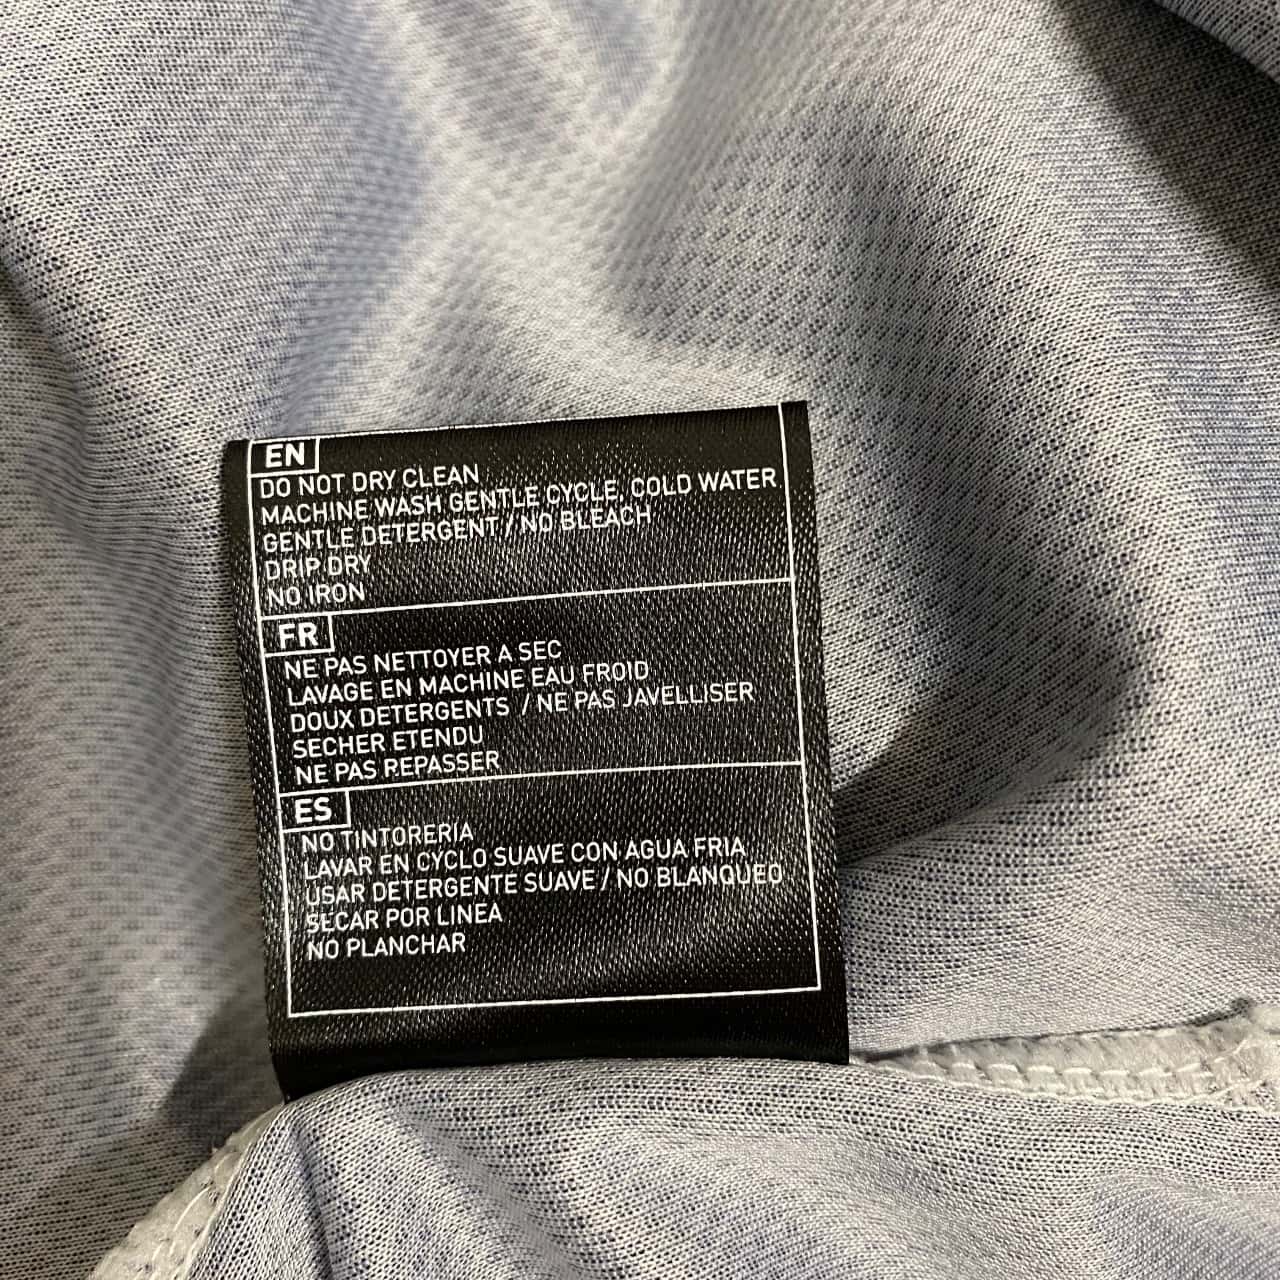 EN
DO NOT DRY CLEAN
MACHINE WASH GENTLE CYCLE, COLD WATER
GENTLE DETERGENT / NO BLEACH
DRIP DRY
NO IRON
FR
NE PAS NETTOYER A SEC
LAVAGE EN MACHINE EAU FROID
DOUX DETERGENTS / NE PAS JAVELLISER
SECHER ETENDU
NE PAS REPASSER
ES
NO TINTORERIA
LAVAR EN CYCLO SUAVE CON AGUA FRIA
USAR DETERGENTE SUAVE / NO BLANQUEO
SECAR POR LINEA
NO PLANCHAR